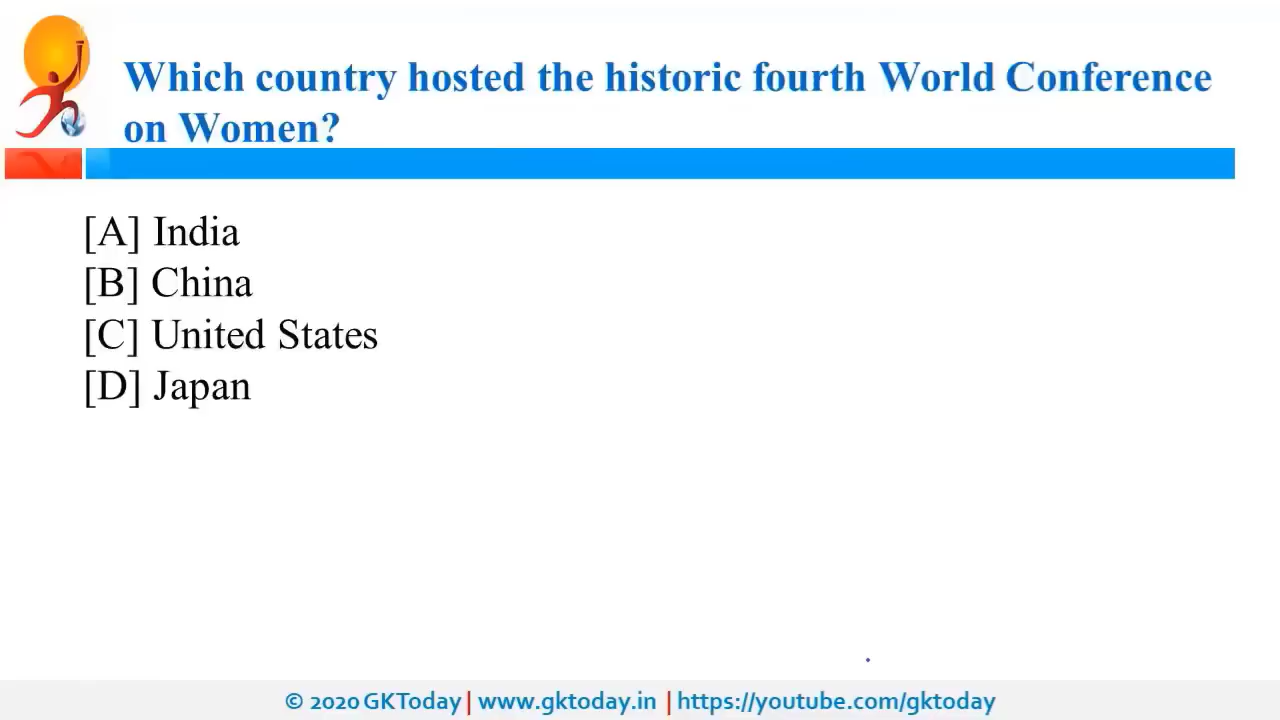 Which country hosted the historic fourth World Conference
on Women?
[A] India
[B] China
[C] United States
[D] Japan
© 2020 GKToday | www.gktoday.in | https://youtube.com/gktoday